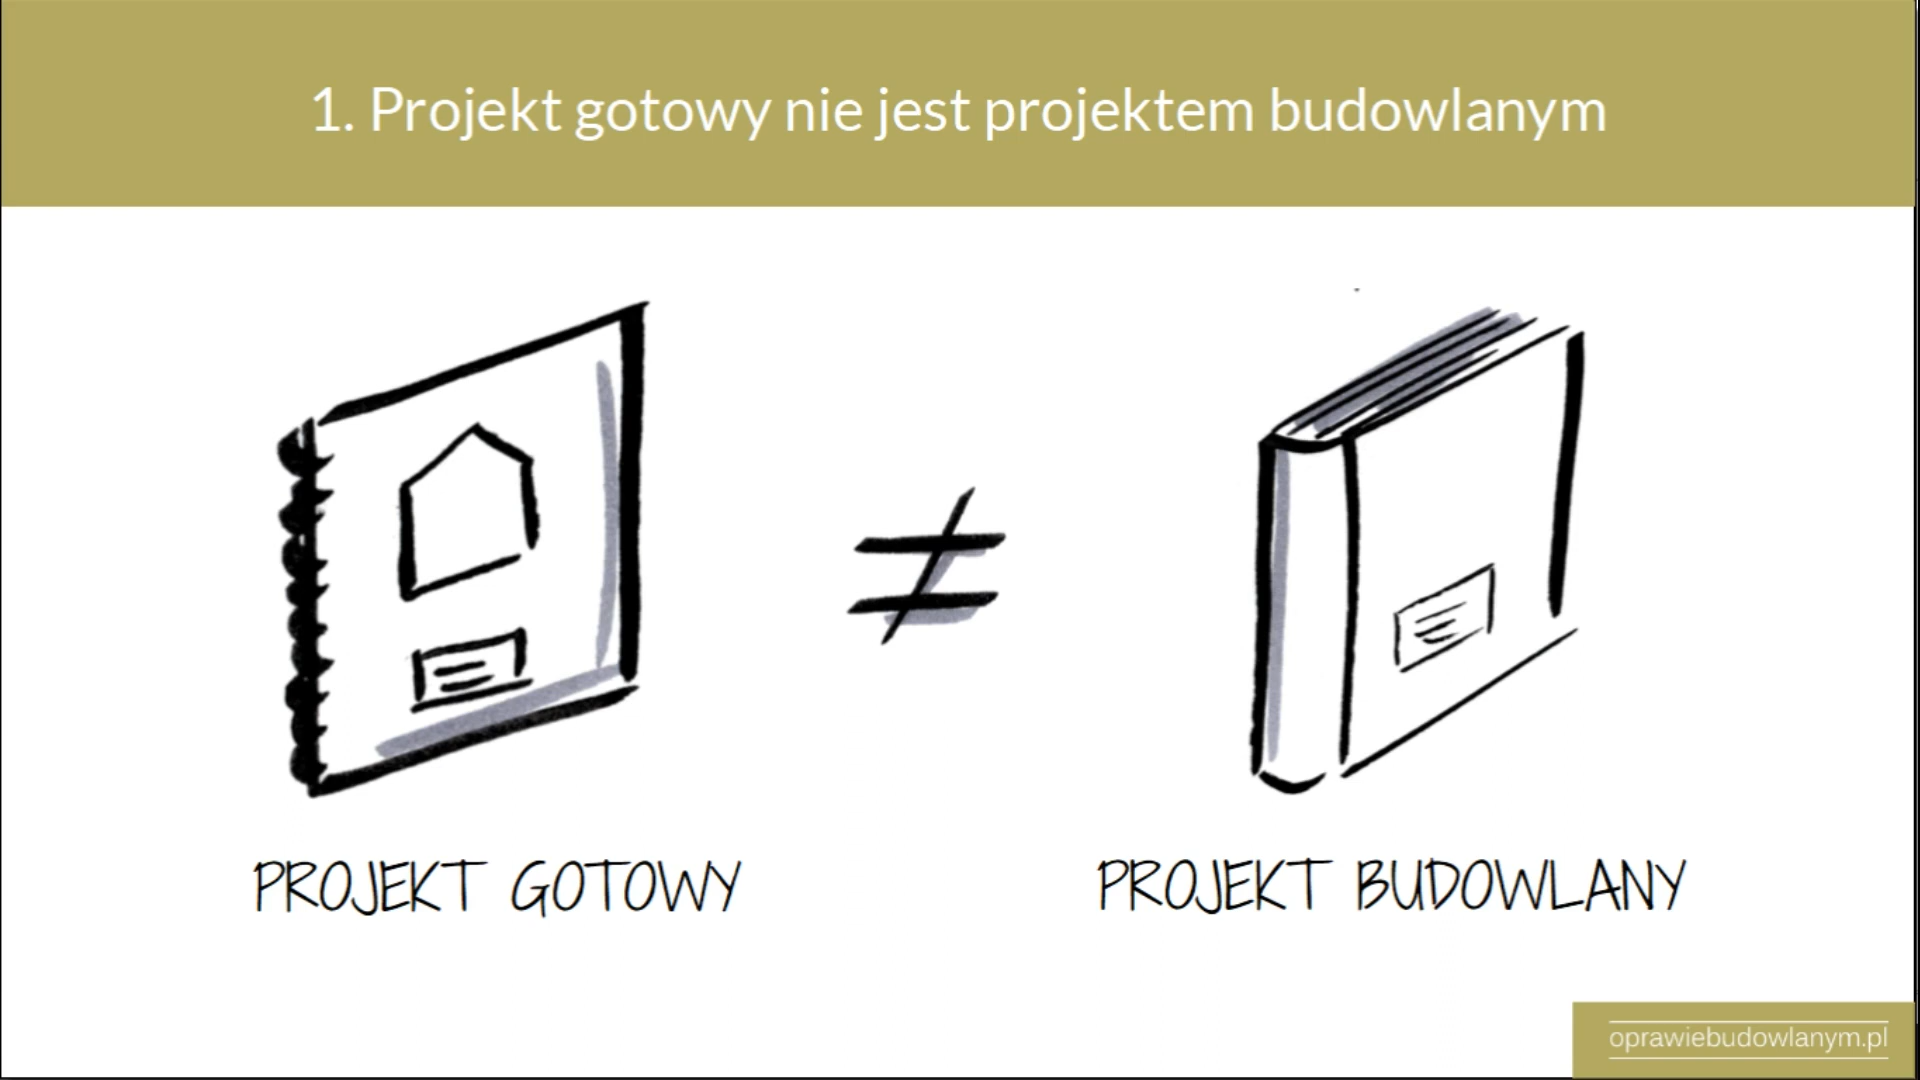 1. Projekt gotowy nie jest projektem budowlanym
≠
PROJEKT GOTOWY
PROJEKT BUDOWLANY
oprawiebudowlanym.pl